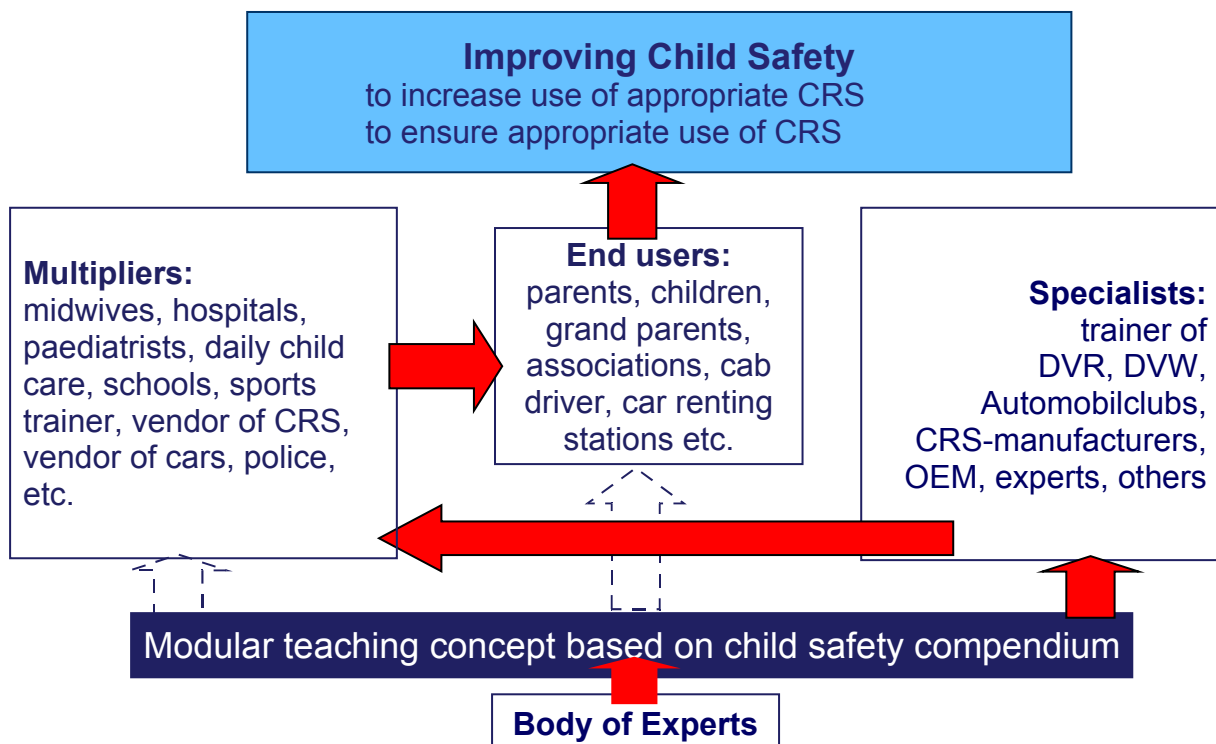 Improving Child Safety
to increase use of appropriate CRS
to ensure appropriate use of CRS
Multipliers:
midwives, hospitals,
paediatrists, daily child
care, schools, sports
trainer, vendor of CRS,
vendor of cars, police,
etc.
End users:
parents, children,
grand parents,
associations, cab
driver, car renting
stations etc.
Specialists:
trainer of
DVR, DVW,
Automobilclubs,
CRS-manufacturers,
OEM, experts, others
Modular teaching concept based on child safety compendium
Body of Experts